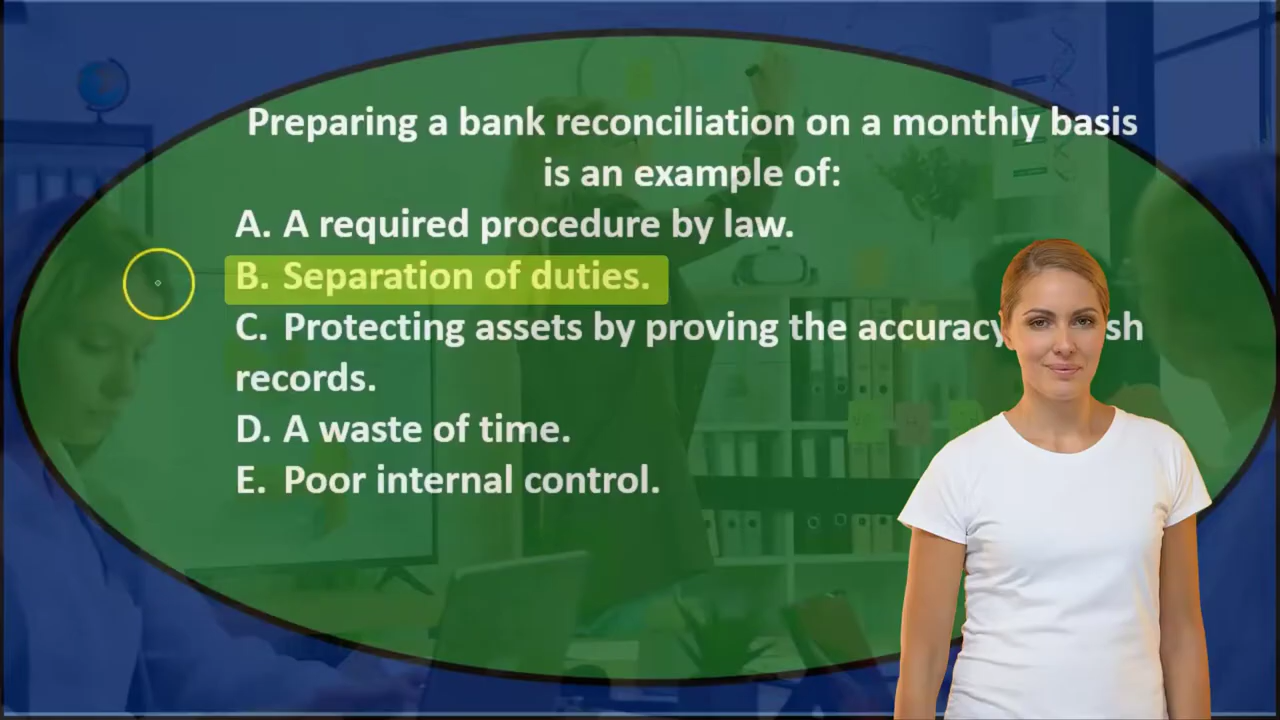 Preparing a bank reconciliation on a monthly basis
is an example of:
A. A required procedure by law.
B. Separation of duties.
C. Protecting assets by proving the accuracy
records.
D. A waste of time.
E. Poor internal control.